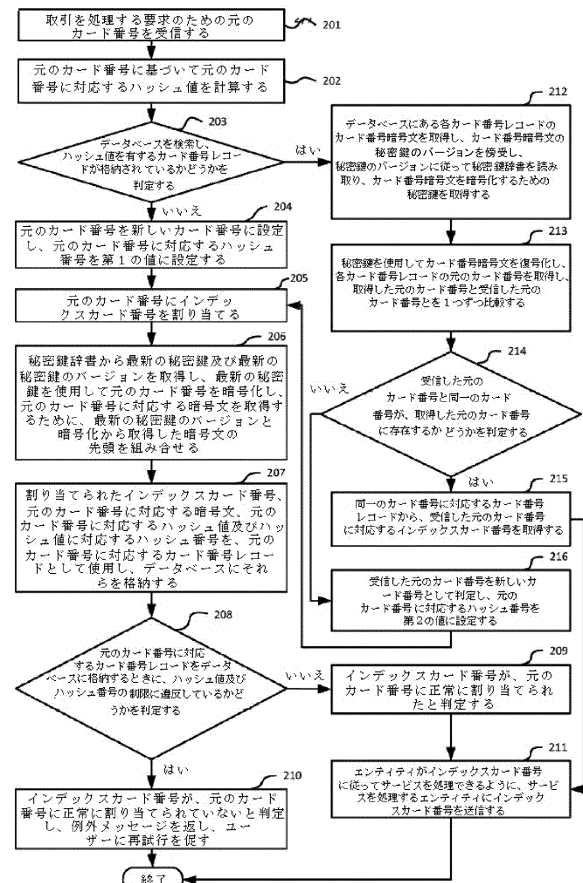 取引を処理する要求のための元の
カード番号を受信する
201
元のカード番号に基づいて元のカード
番号に対応するハッシュ値を計算する
202
203
データベースを検索し、
ハッシュ値を有するカード番号レコー
ドが格納されているかどうかを
判定する
はい
いいえ
204
元のカード番号を新しいカード番号に設定
し、元のカード番号に対応するハッシュ
番号を第１の値に設定する
205
元のカード番号にインデッ
クスカード番号を割り当てる
206
秘密鍵辞書から最新の秘密鍵及び最新の
秘密鍵のバージョンを取得し、最新の秘密
鍵を使用して元のカード番号を暗号化し、
元のカード番号に対応する暗号文を取得す
るために、最新の秘密鍵のバージョンと
暗号化から取得した暗号文の
先頭を組み合せる
207
割り当てられたインデックスカード番号、
元のカード番号に対応する暗号文、元の
カード番号に対応するハッシュ値及びハッ
シュ値に対応するハッシュ番号を、元の
カード番号に対応するカード番号レコー
ドとして使用し、データベースにそれ
らを格納する
208
元のカード番号に対応
するカード番号レコードをデータ
ベースに格納するときに、ハッシュ値及び
ハッシュ番号の制限に違反しているかど
うかを判定する
いいえ
はい
210
インデックスカード番号が、元のカード
番号に正常に割り当てられていないと判定
し、例外メッセージを返し、ユー
ザーに再試行を促す
終了
212
データベースにある各カード番号レコードの
カード番号暗号文を取得し、カード番号暗号文の
秘密鍵のバージョンを傍受し、
秘密鍵のバージョンに従って秘密鍵辞書を読み
取り、カード番号暗号文を暗号化するための
秘密鍵を取得する
213
秘密鍵を使用してカード番号暗号文を復号化し、
各カード番号レコードの元のカード番号を取得し、
取得した元のカード番号と受信した元の
カード番号とを１つずつ比較する
214
受信した元の
カード番号と同一のカード
番号が、取得した元のカード番号
に存在するか どうかを判定する
いいえ
はい
215
同一のカード番号に対応するカード番号
レコードから、受信した元のカード番号
に対応するインデックスカード番号を取得する
216
受信した元のカード番号を新しいカ
ード番号として判定し、元の
カード番号に対応するハッシュ番号を
第２の値に設定する
209
インデックスカード番号が、元の
カード番号に正常に割り当てられ
たと判定する
211
エンティティがインデックスカード番号
に従ってサービスを処理できるように、サービ
スを処理するエンティティにインデック
スカード番号を送信する